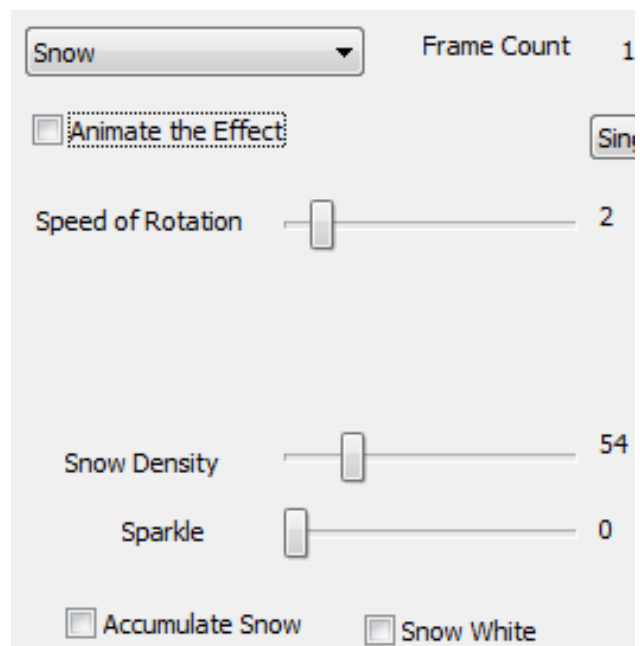 Snow
Frame Count 1
Animate the Effect
Speed of Rotation 2
Snow Density 54
Sparkle 0
Accumulate Snow
Snow White